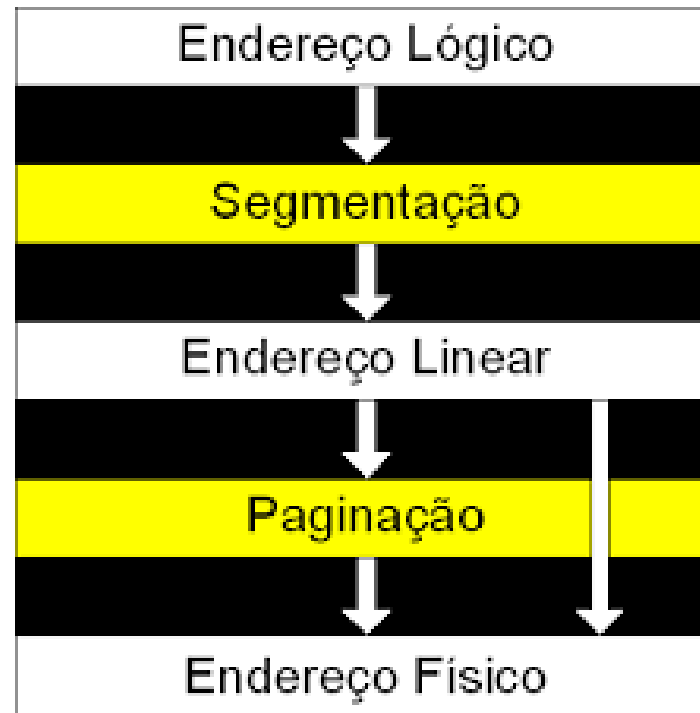 Endereço Lógico
Segmentação
Endereço Linear
Paginação
Endereço Físico